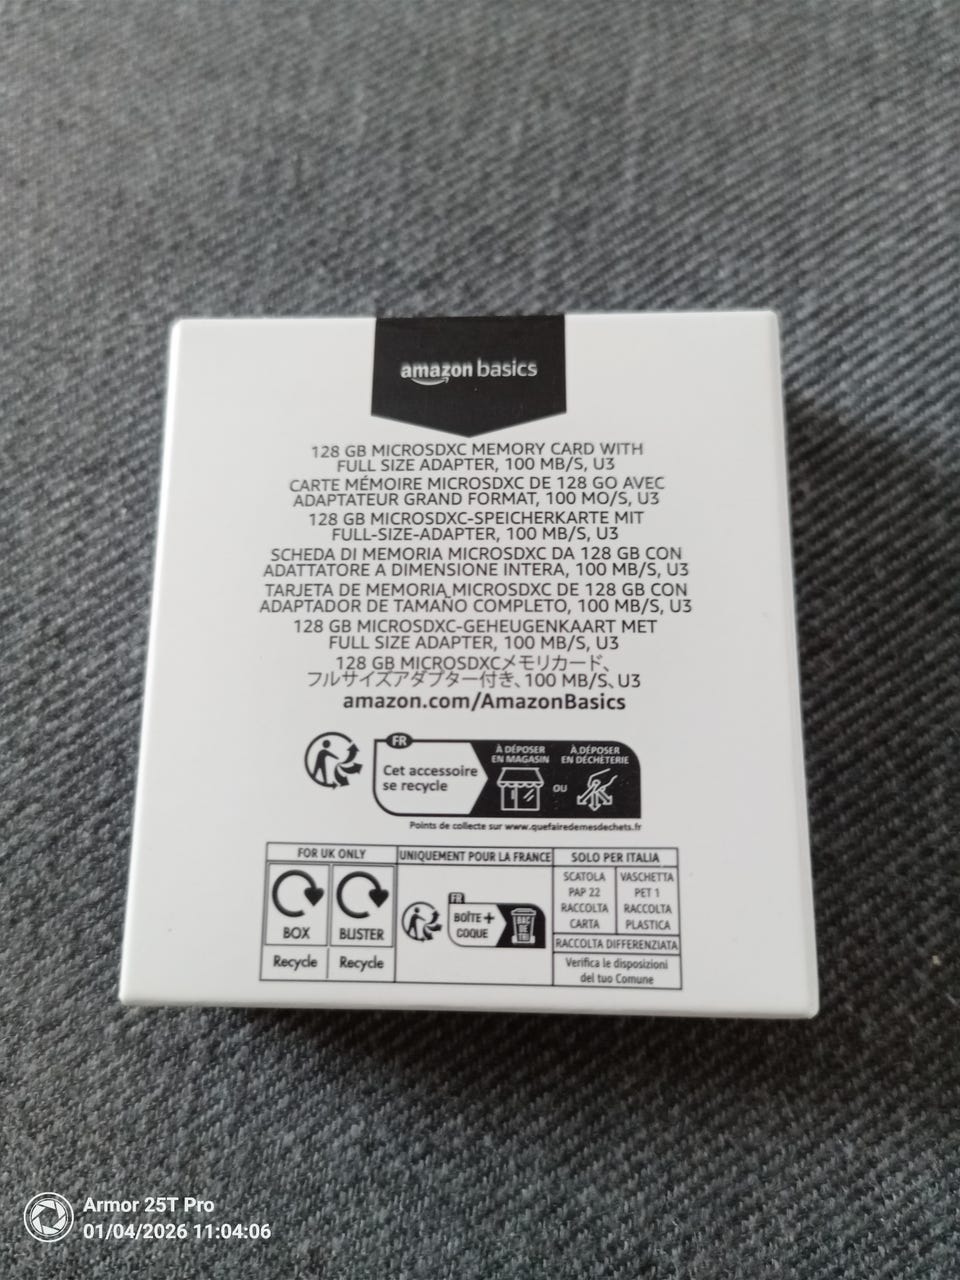 amazon basics
128 GB MICROSDXC MEMORY CARD WITH
FULL SIZE ADAPTER, 100 MB/S, U3
CARTE MÉMOIRE MICROSDXC DE 128 GO AVEC
ADAPTATEUR GRAND FORMAT, 100 MO/S, U3
128 GB MICROSDXC-SPEICHERKARTE MIT
FULL-SIZE-ADAPTER, 100 MB/S, U3
SCHEDA DI MEMORIA MICROSDXC DA 128 GB CON
ADATTATORE A DIMENSIONE INTERA, 100 MB/S, U3
TARJETA DE MEMORIA MICROSDXC DE 128 GB CON
ADAPTADOR DE TAMAÑO COMPLETO, 100 MB/S, U3
128 GB MICROSDXC-GEHEUGENKAART MET
FULL SIZE ADAPTER, 100 MB/S, U3
128 GB MICROSDXCメモリカード、
フルサイズアダプター付き、100 MB/S、U3
amazon.com/AmazonBasics
FR
Cet accessoire
se recycle
À DÉPOSER
EN MAGASIN
OU
À DÉPOSER
EN DÉCHÈTERIE
Points de collecte sur www.quefairedemesdechets.fr
FOR UK ONLY
BOX
BLISTER
Recycle
Recycle
UNIQUEMENT POUR LA FRANCE
FR
BOÎTE +
COQUE
BAC
DE
TRI
SOLO PER ITALIA
SCATOLA
PAP 22
RACCOLTA
CARTA
VASCHETTA
PET 1
RACCOLTA
PLASTICA
RACCOLTA DIFFERENZIATA
Verifica le disposizioni
del tuo Comune
Armor 25T Pro
01/04/2026 11:04:06